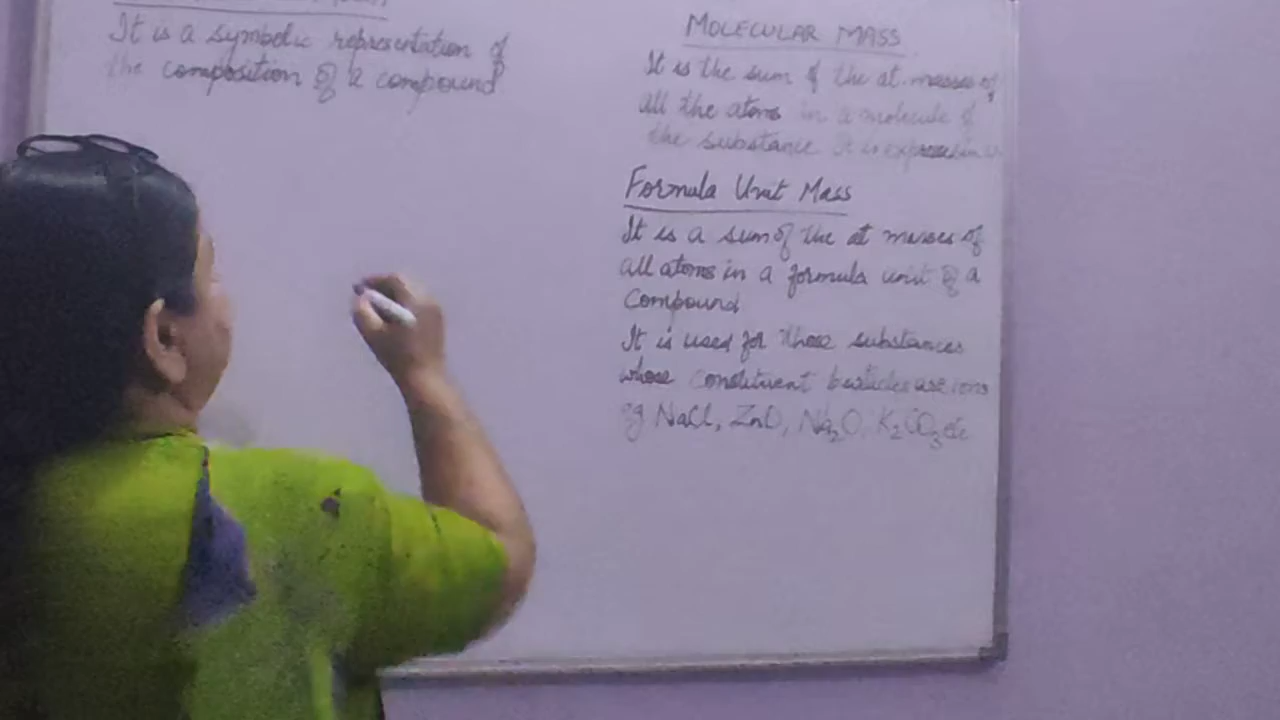 It is a symbolic representation of
the composition of a compound
MOLECULAR MASS
It is the sum of the at. masses of
all the atoms in a molecule of
the substance It is expressed in
Formula Unit Mass
It is a sum of the at masses of
all atoms in a formula unit of a
Compound
It is used for those substances
whose constituent particles are ions
eg NaCl, ZnO, Na2O, K2CO3 etc